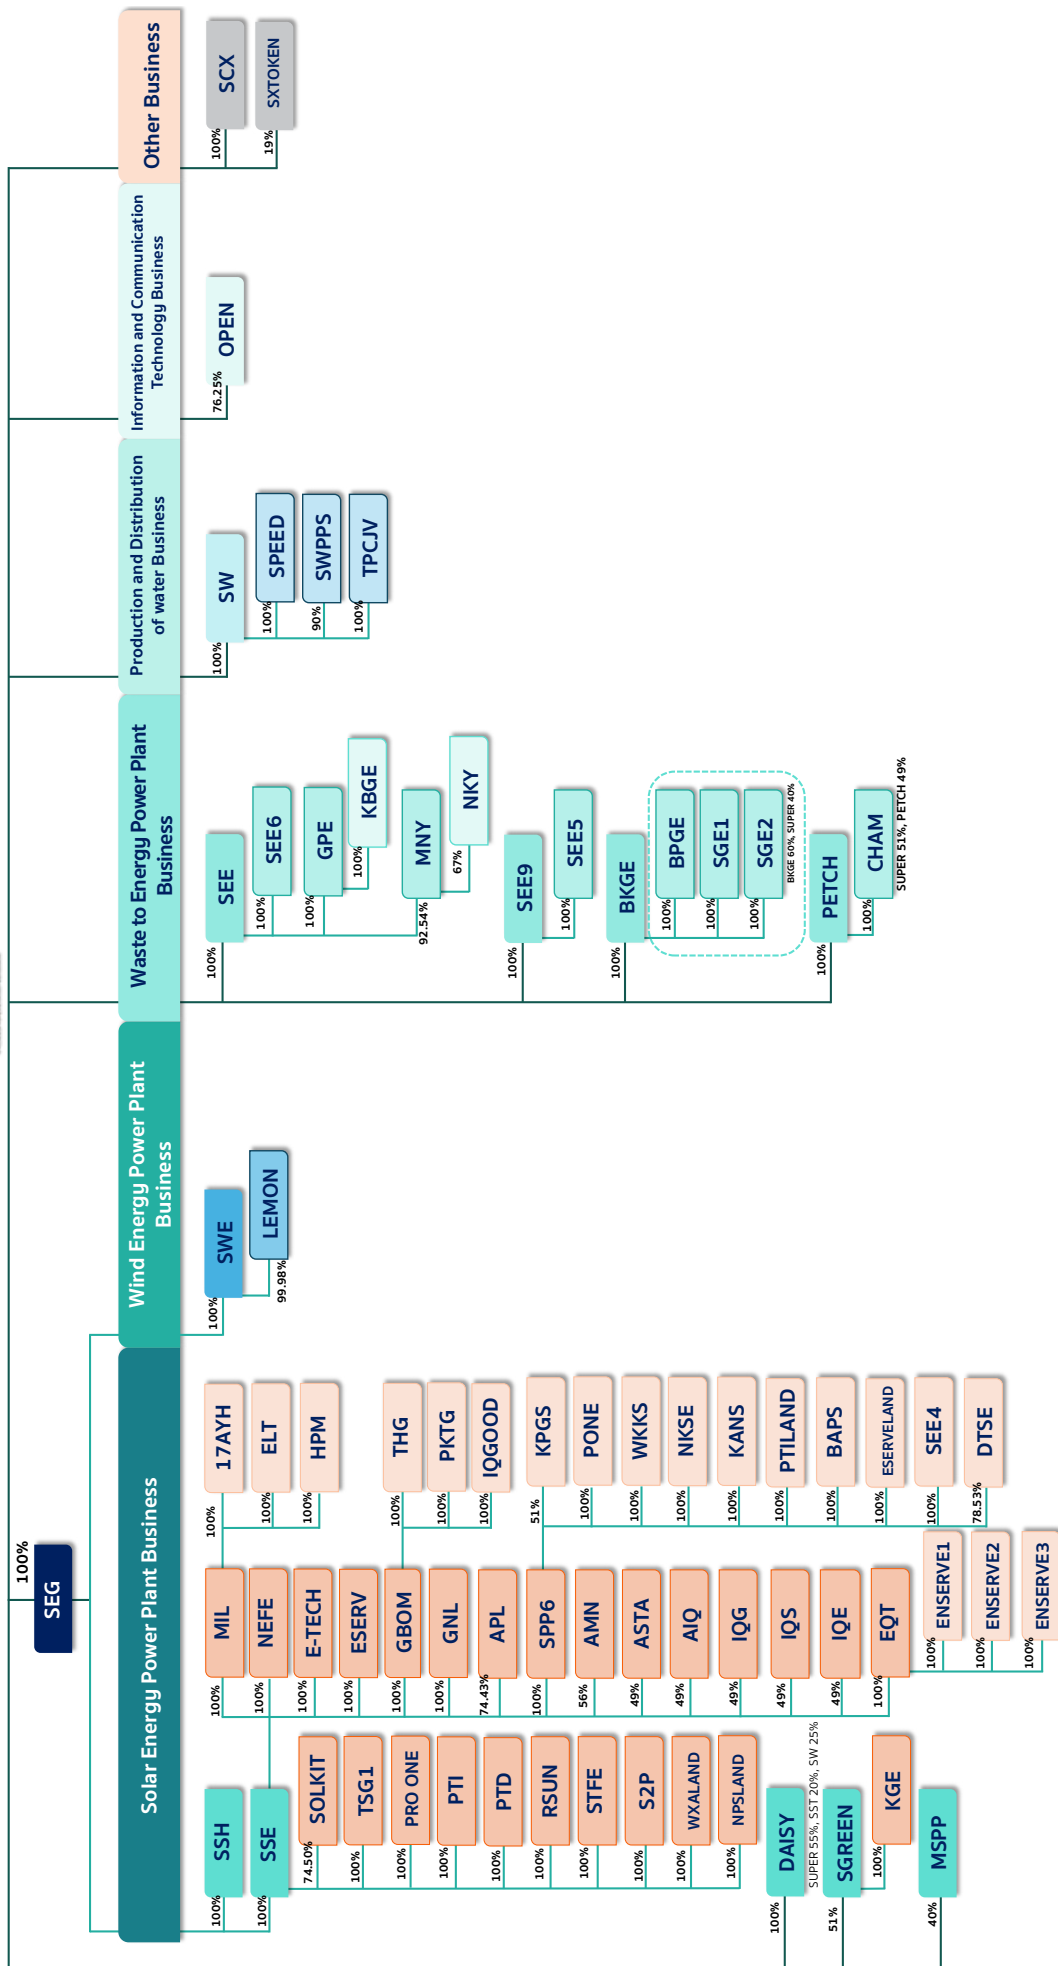 100%
SEG
Solar Energy Power Plant Business
Wind Energy Power Plant
Business
Waste to Energy Power Plant
Business
Production and Distribution
of water Business
Information and Communication
Technology Business
Other Business
100%
SSH
100%
SSE
74.50%
SOLKIT
100%
TSG1
100%
PRO ONE
100%
PTI
100%
PTD
100%
RSUN
100%
STFE
100%
S2P
100%
WXALAND
100%
NPSLAND
100%
DAISY
SUPER 55%, SST 20%, SW 25%
51%
SGREEN
100%
KGE
40%
MSPP
100%
MIL
100%
NEFE
100%
E-TECH
100%
ESERV
100%
GBOM
100%
GNL
74.43%
APL
100%
SPP6
56%
AMN
49%
ASTA
49%
AIQ
49%
IQG
49%
IQS
49%
IQE
100%
EQT
100%
ENSERVE1
100%
ENSERVE2
100%
ENSERVE3
100%
17AYH
100%
ELT
100%
HPM
100%
THG
100%
PKTG
100%
IQGOOD
51%
KPGS
100%
PONE
100%
WKKS
100%
NKSE
100%
KANS
100%
PTILAND
100%
BAPS
100%
ESERVELAND
100%
SEE4
78.53%
DTSE
100%
SWE
99.98%
LEMON
100%
SEE
100%
SEE6
100%
GPE
100%
KBGE
92.54%
MNY
67%
NKY
100%
SEE9
100%
SEE5
100%
BKGE
100%
BPGE
100%
SGE1
100%
SGE2
BKGE 60%, SUPER 40%
100%
PETCH
100%
CHAM
SUPER 51%, PETCH 49%
100%
SW
100%
SPEED
90%
SWPPS
100%
TPCJV
76.25%
OPEN
100%
SCX
19%
SXTOKEN